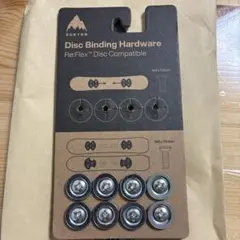 BURTON
Disc Binding Hardware
Re:Flex™ Disc Compatible